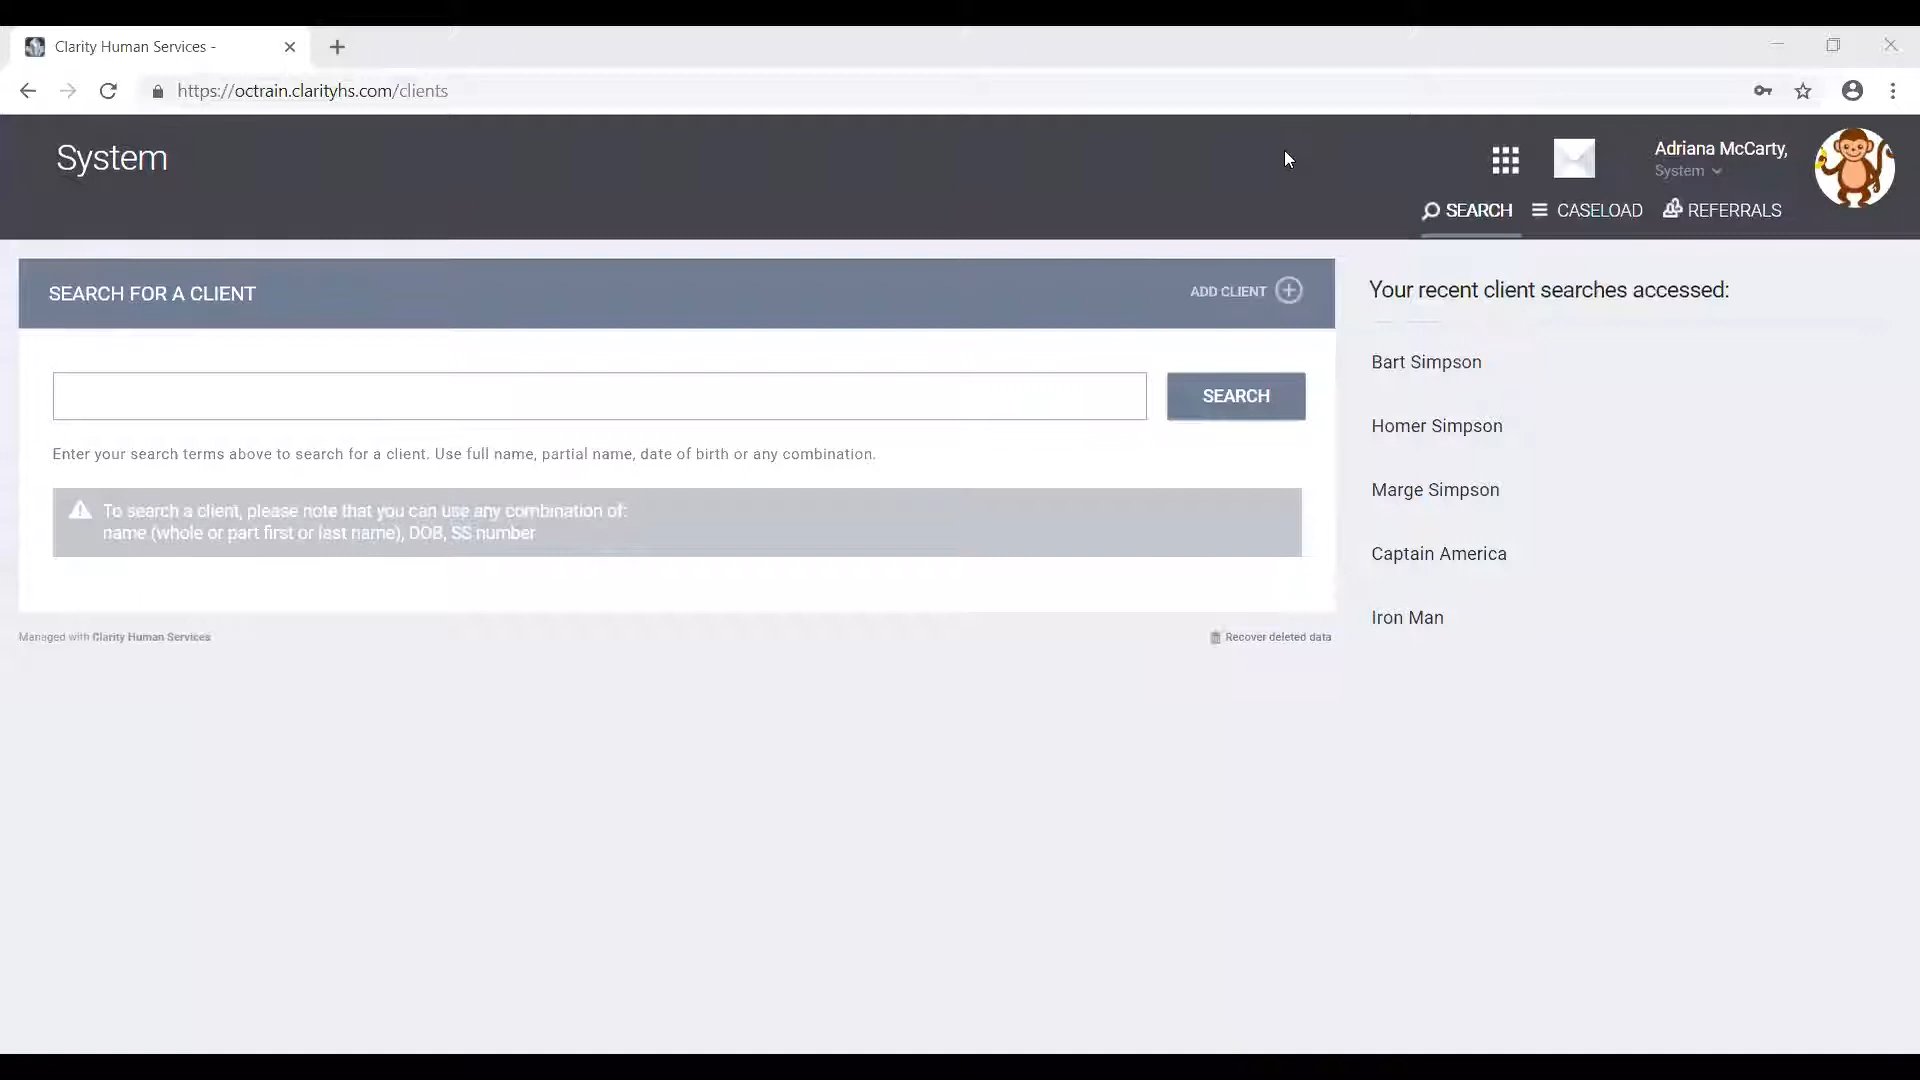 Clarity Human Services -
https://octrain.clarityhs.com/clients
System
Adriana McCarty,
System
SEARCH
CASELOAD
REFERRALS
SEARCH FOR A CLIENT
ADD CLIENT
SEARCH
Enter your search terms above to search for a client. Use full name, partial name, date of birth or any combination.
To search a client, please note that you can use any combination of:
name (whole or part first or last name), DOB, SS number
Managed with Clarity Human Services
Recover deleted data
Your recent client searches accessed:
Bart Simpson
Homer Simpson
Marge Simpson
Captain America
Iron Man